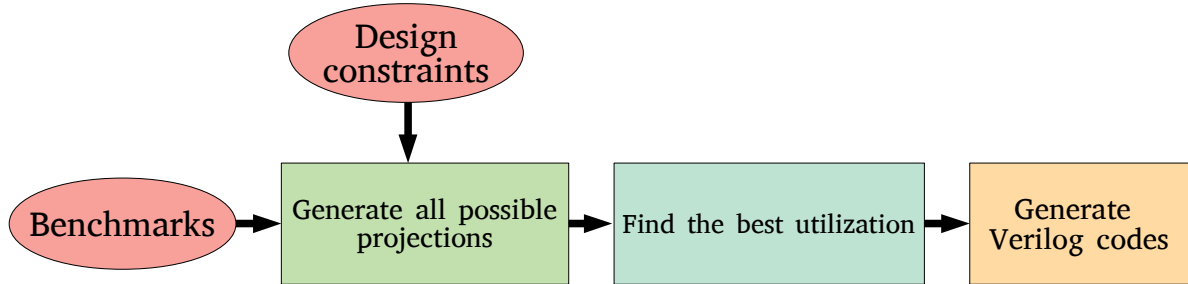 Design
constraints
Benchmarks
Generate all possible
projections
Find the best utilization
Generate
Verilog codes